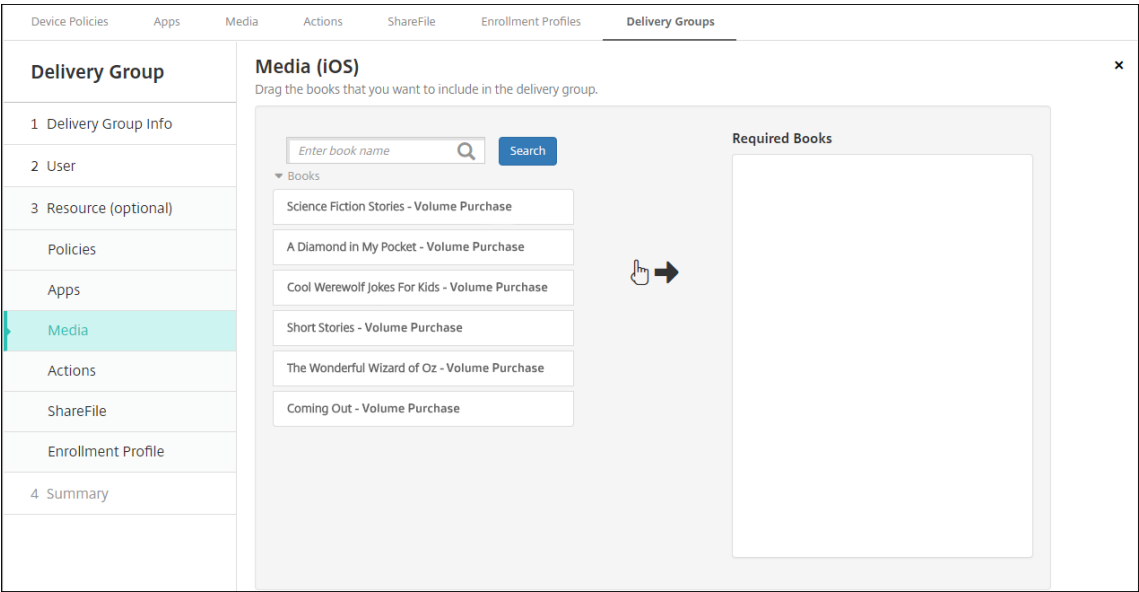 Device Policies Apps Media Actions ShareFile Enrollment Profiles Delivery Groups
Delivery Group
1 Delivery Group Info
2 User
3 Resource (optional)
Policies
Apps
Media
Actions
ShareFile
Enrollment Profile
4 Summary
Media (iOS)
Drag the books that you want to include in the delivery group.
Enter book name Search
Books
Science Fiction Stories - Volume Purchase
A Diamond in My Pocket - Volume Purchase
Cool Werewolf Jokes For Kids - Volume Purchase
Short Stories - Volume Purchase
The Wonderful Wizard of Oz - Volume Purchase
Coming Out - Volume Purchase
Required Books